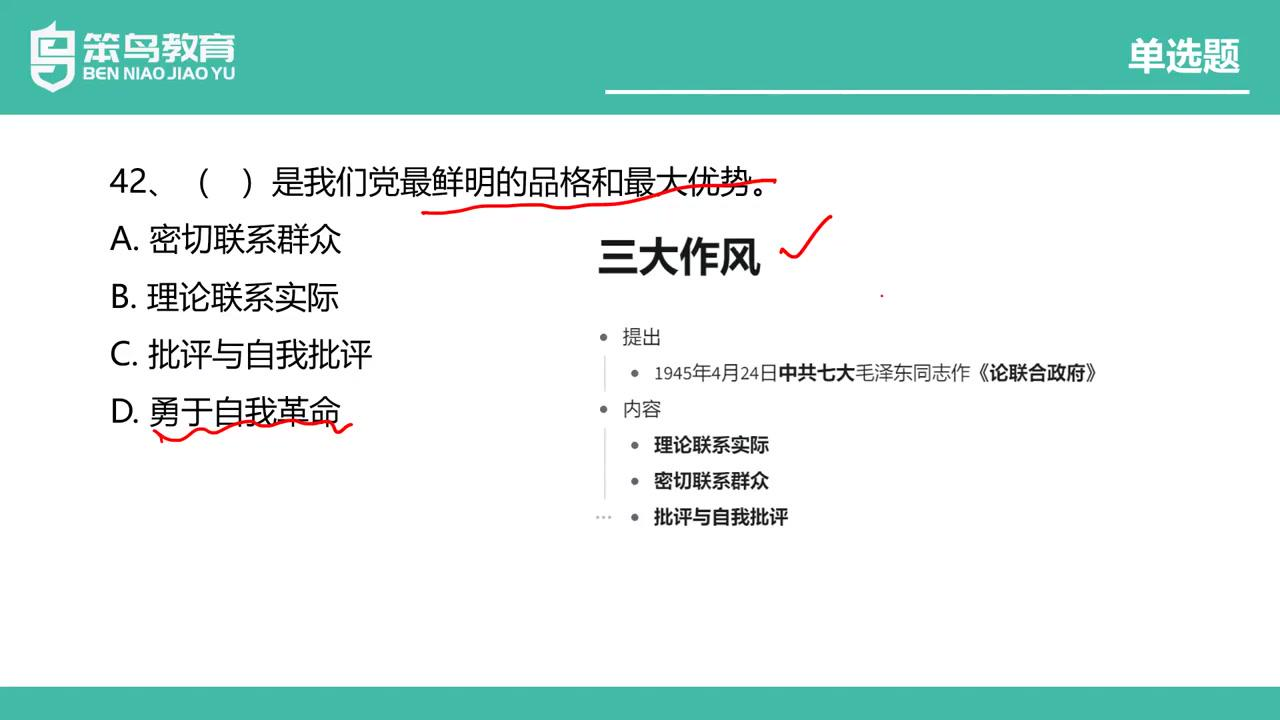 笨鸟教育
BEN NIAO JIAO YU
单选题
42、（ ）是我们党最鲜明的品格和最大优势。
A. 密切联系群众
B. 理论联系实际
C. 批评与自我批评
D. 勇于自我革命
三大作风
提出
1945年4月24日中共七大毛泽东同志作《论联合政府》
内容
理论联系实际
密切联系群众
批评与自我批评